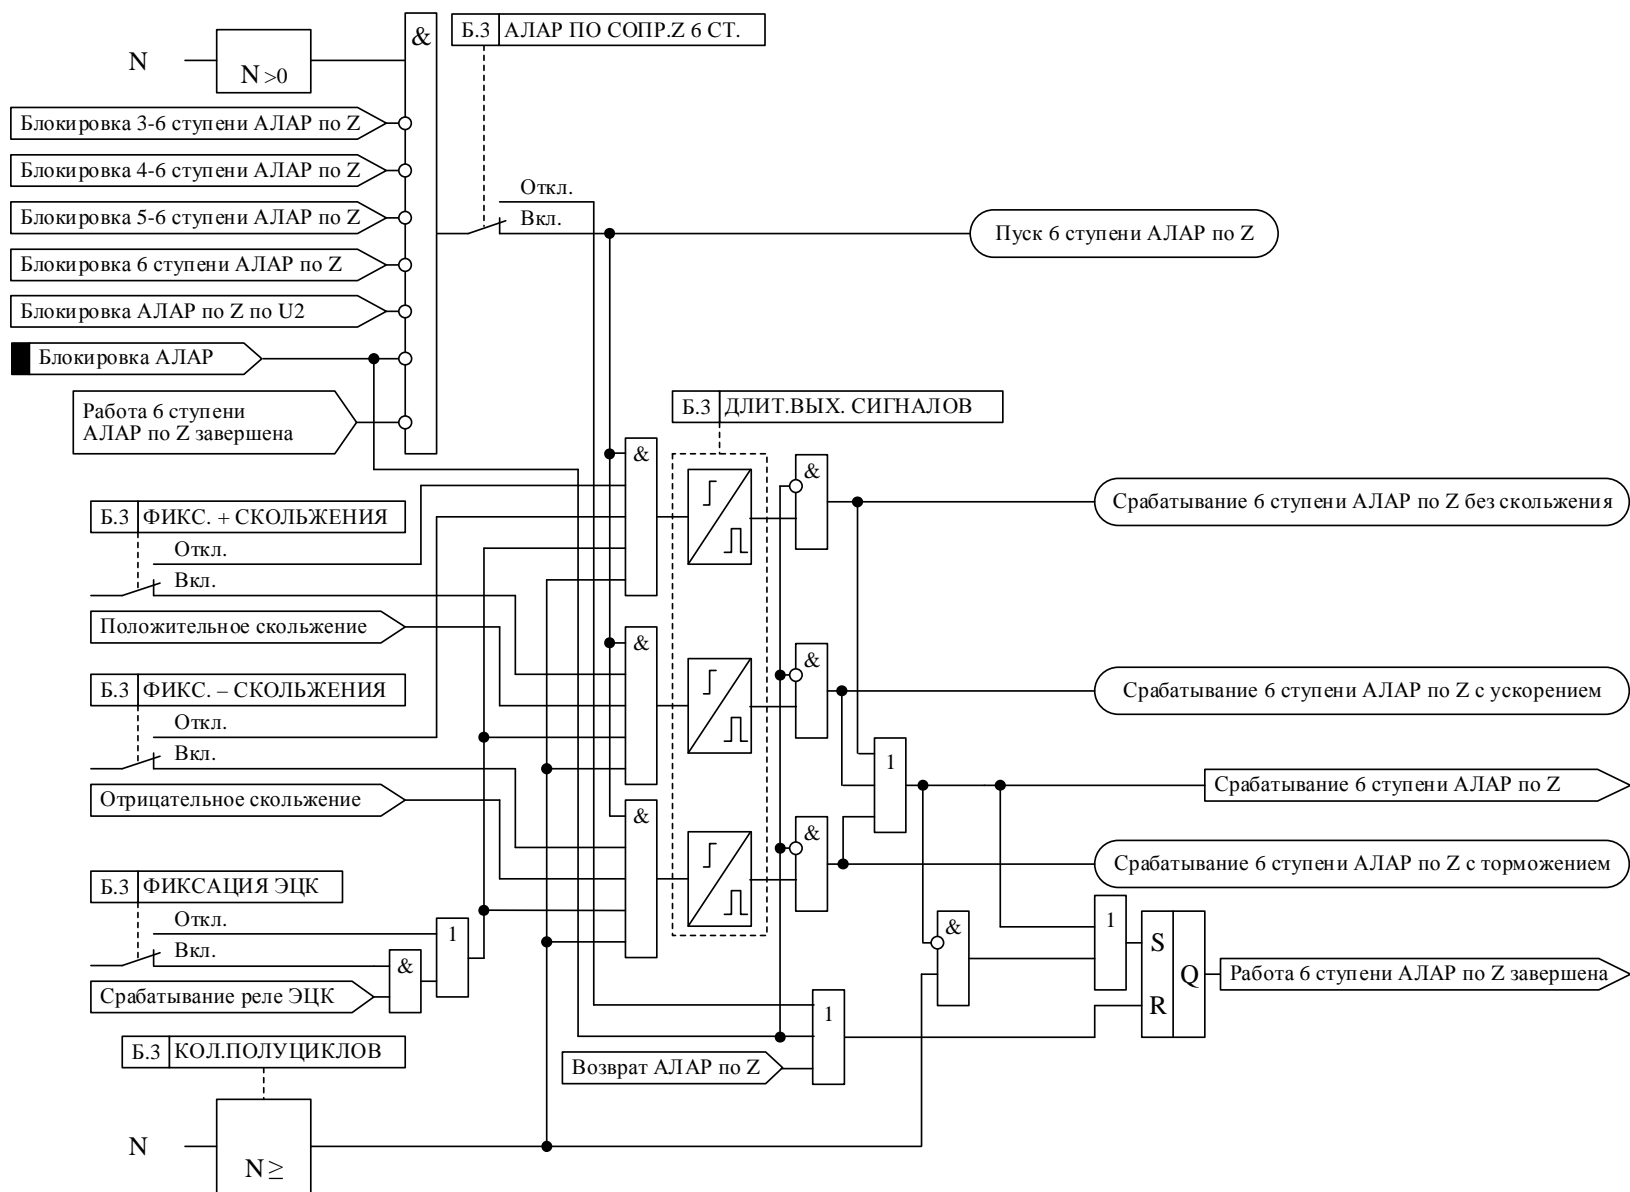 N
N >0
&
Б.3 АЛАР ПО СОПР.Z 6 СТ.
Блокировка 3-6 ступени АЛАР по Z
Блокировка 4-6 ступени АЛАР по Z
Блокировка 5-6 ступени АЛАР по Z
Блокировка 6 ступени АЛАР по Z
Блокировка АЛАР по Z по U2
Блокировка АЛАР
Работа 6 ступени
АЛАР по Z завершена
Откл.
Вкл.
Пуск 6 ступени АЛАР по Z
Б.3 ДЛИТ.ВЫХ. СИГНАЛОВ
&
&
Срабатывание 6 ступени АЛАР по Z без скольжения
Б.3 ФИКС. + СКОЛЬЖЕНИЯ
Откл.
Вкл.
Положительное скольжение
&
&
Срабатывание 6 ступени АЛАР по Z с ускорением
Б.3 ФИКС. – СКОЛЬЖЕНИЯ
Откл.
Вкл.
1
Срабатывание 6 ступени АЛАР по Z
Отрицательное скольжение
&
&
Срабатывание 6 ступени АЛАР по Z с торможением
Б.3 ФИКСАЦИЯ ЭЦК
Откл.
Вкл.
&
1
Срабатывание реле ЭЦК
&
1
S
R
Q
Работа 6 ступени АЛАР по Z завершена
1
Возврат АЛАР по Z
Б.3 КОЛ.ПОЛУЦИКЛОВ
N
N ≥